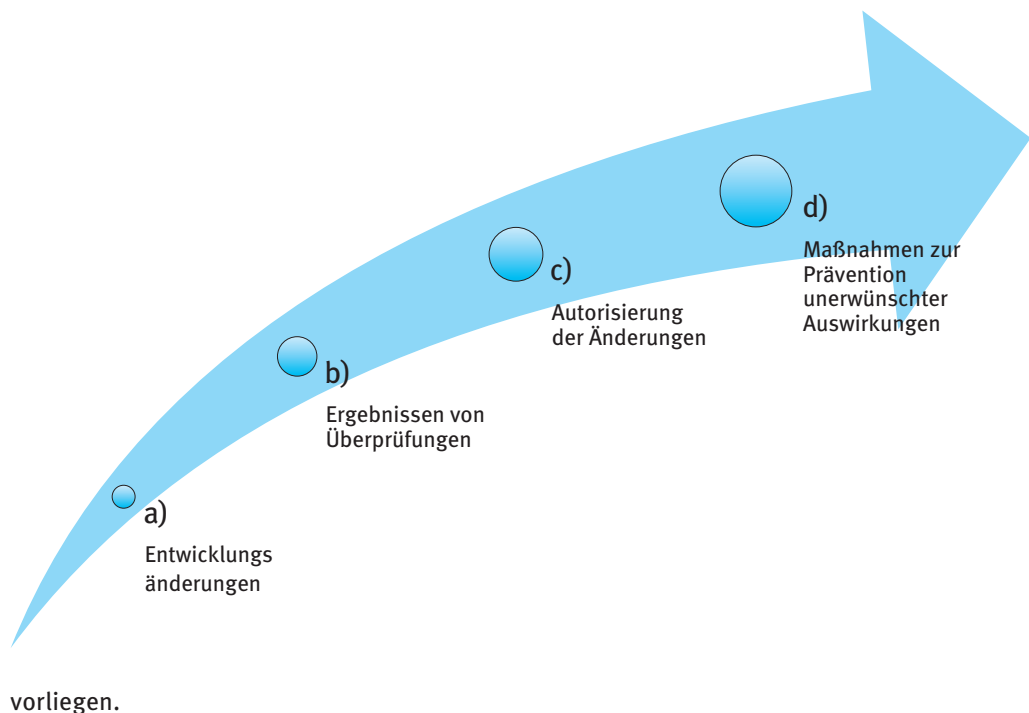 a)
Entwicklungs
änderungen
b)
Ergebnissen von
Überprüfungen
c)
Autorisierung
der Änderungen
d)
Maßnahmen zur
Prävention
unerwünschter
Auswirkungen
vorliegen.